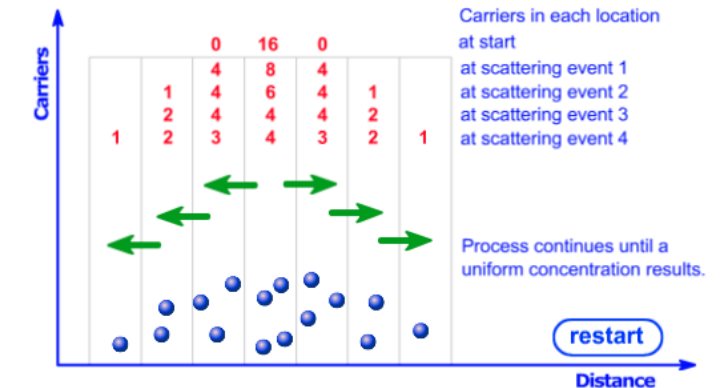 Carriers in each location
0 16 0 at start
4 8 4 at scattering event 1
1 4 6 4 1 at scattering event 2
2 4 4 4 2 at scattering event 3
1 2 3 4 3 2 1 at scattering event 4
Carriers
Process continues until a
uniform concentration results.
restart
Distance